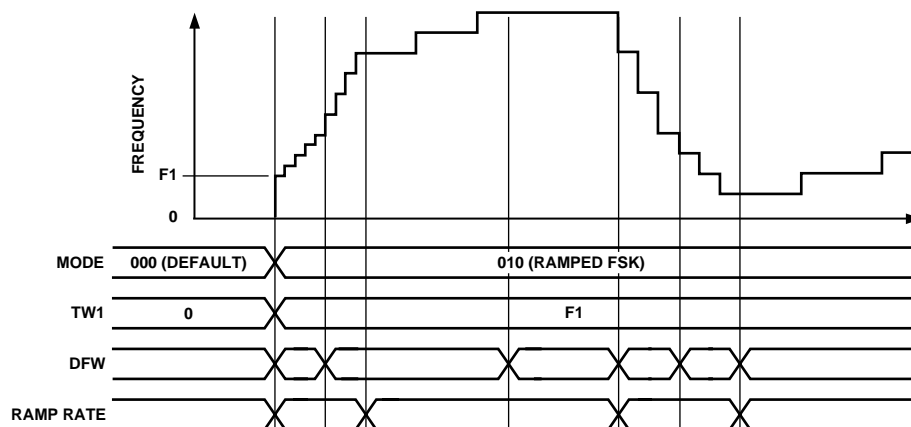 FREQUENCY
F1
0
MODE 000 (DEFAULT) 010 (RAMPED FSK)
TW1 0 F1
DFW
RAMP RATE